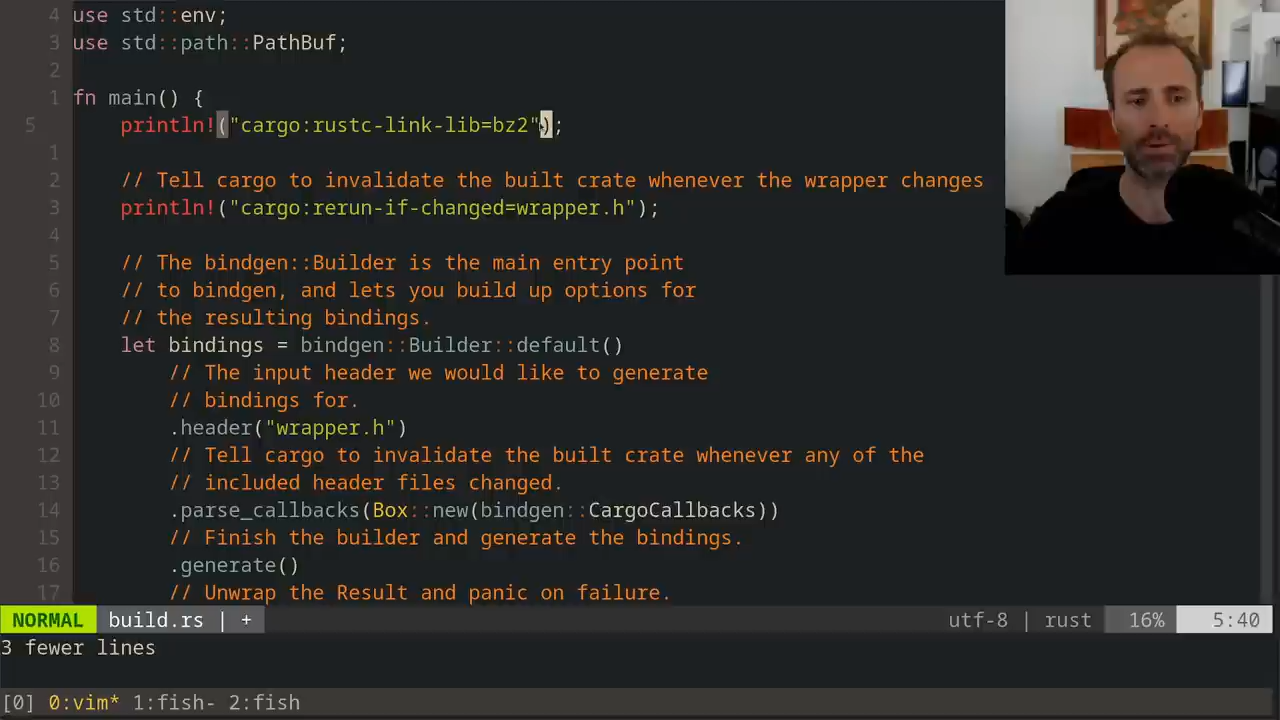 4 use std::env;
3 use std::path::PathBuf;
2
1 fn main() {
5 println!("cargo:rustc-link-lib=bz2");
1
2 // Tell cargo to invalidate the built crate whenever the wrapper changes
3 println!("cargo:rerun-if-changed=wrapper.h");
4
5 // The bindgen::Builder is the main entry point
6 // to bindgen, and lets you build up options for
7 // the resulting bindings.
8 let bindings = bindgen::Builder::default()
9 // The input header we would like to generate
10 // bindings for.
11 .header("wrapper.h")
12 // Tell cargo to invalidate the built crate whenever any of the
13 // included header files changed.
14 .parse_callbacks(Box::new(bindgen::CargoCallbacks))
15 // Finish the builder and generate the bindings.
16 .generate()
17 // Unwrap the Result and panic on failure.
NORMAL build.rs | + utf-8 | rust 16% 5:40
3 fewer lines
[0] 0:vim* 1:fish- 2:fish